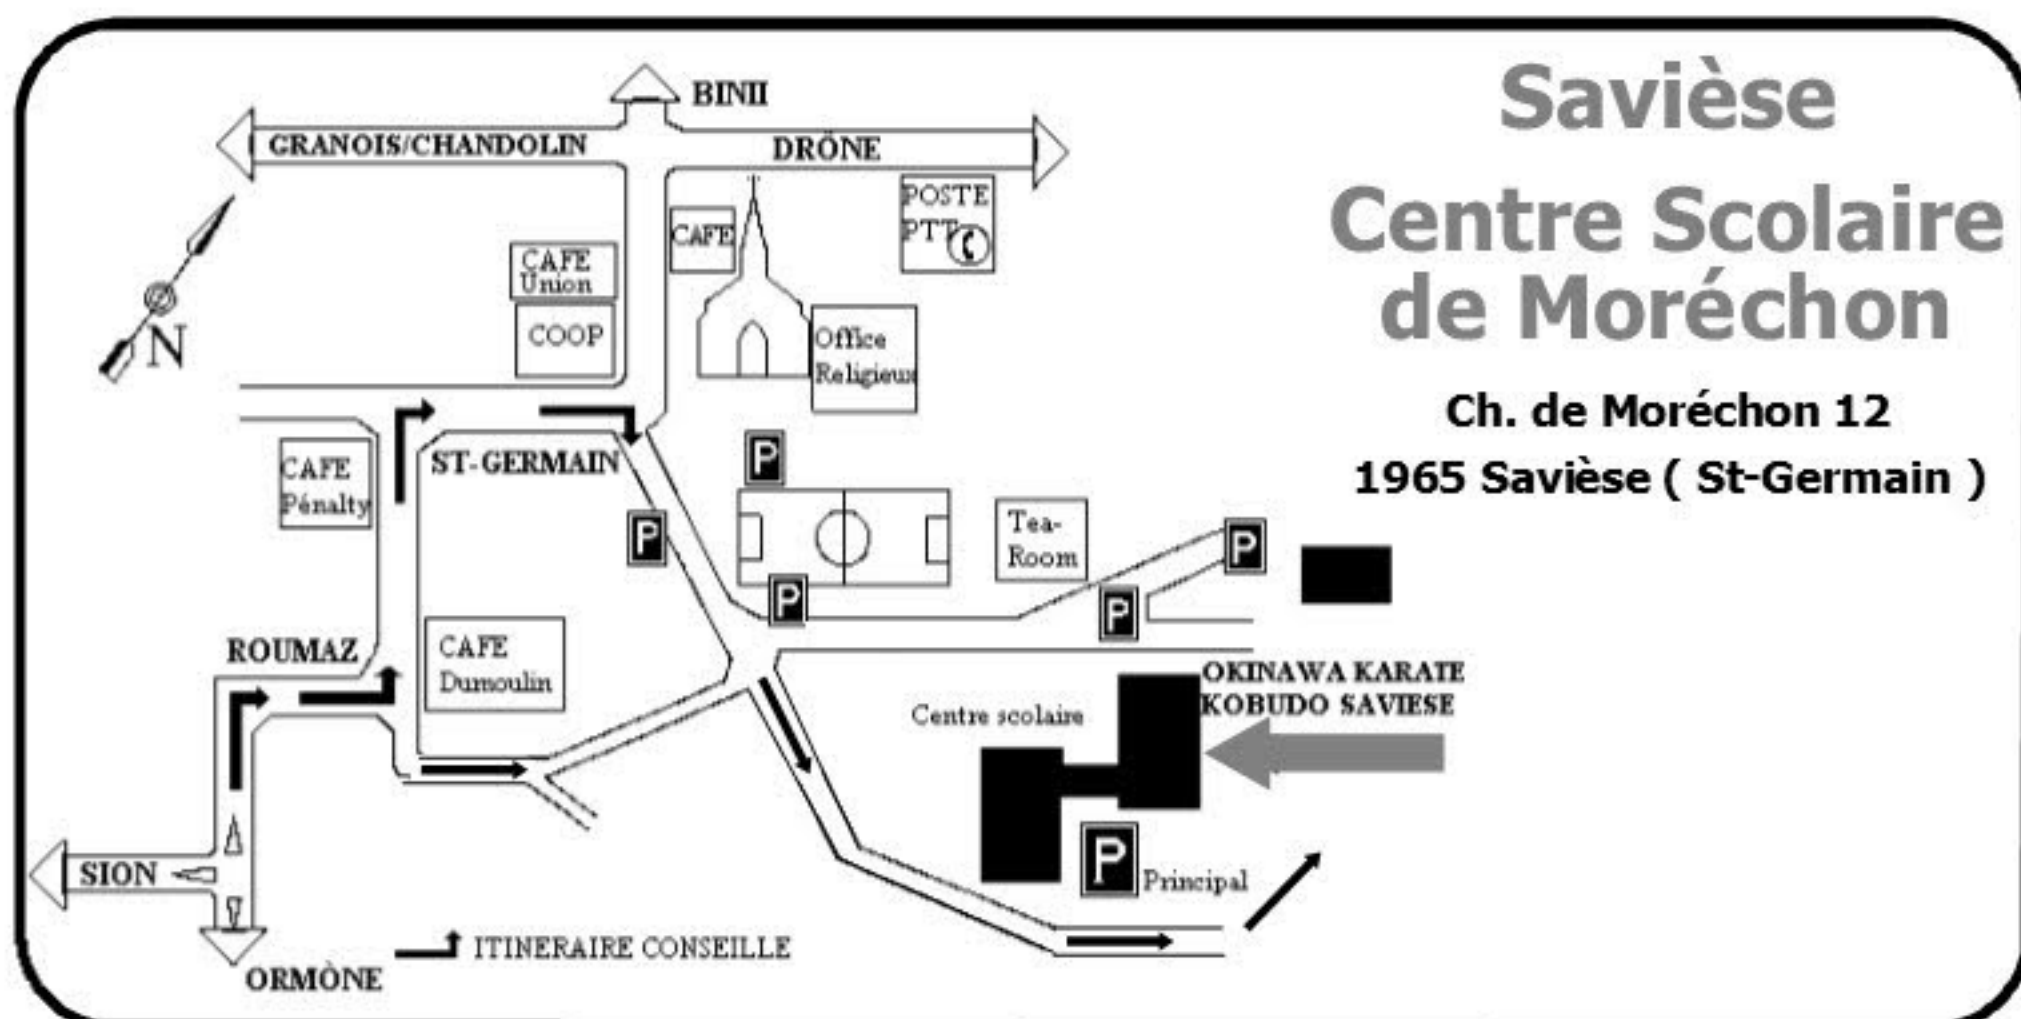 BINII
GRANOIS/CHANDOLIN
DRÔNE
Savièse
Centre Scolaire
de Moréchon
Ch. de Moréchon 12
1965 Savièse ( St-Germain )
N
CAFE
Union
COOP
CAFE
POSTE
PTT
Office
Religieux
CAFE
Pénalty
ST-GERMAIN
P
P
P
Tea-
Room
P
P
ROUMAZ
CAFE
Dumoulin
OKINAWA KARATE
KOBUDO SAVIESE
Centre scolaire
P Principal
SION
ORMÒNE
ITINERAIRE CONSEILLE